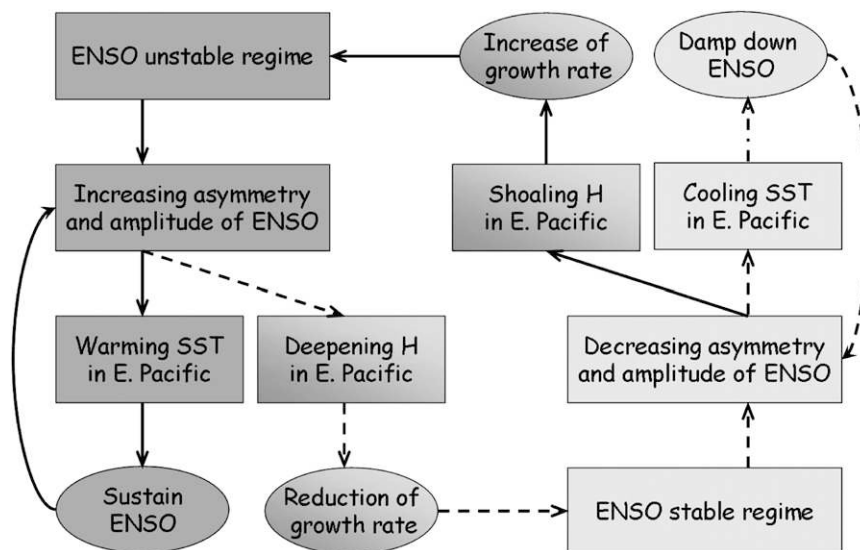 ENSO unstable regime
Increase of
growth rate
Damp down
ENSO
Increasing asymmetry
and amplitude of ENSO
Shoaling H
in E. Pacific
Cooling SST
in E. Pacific
Warming SST
in E. Pacific
Deepening H
in E. Pacific
Decreasing asymmetry
and amplitude of ENSO
Sustain
ENSO
Reduction of
growth rate
ENSO stable regime